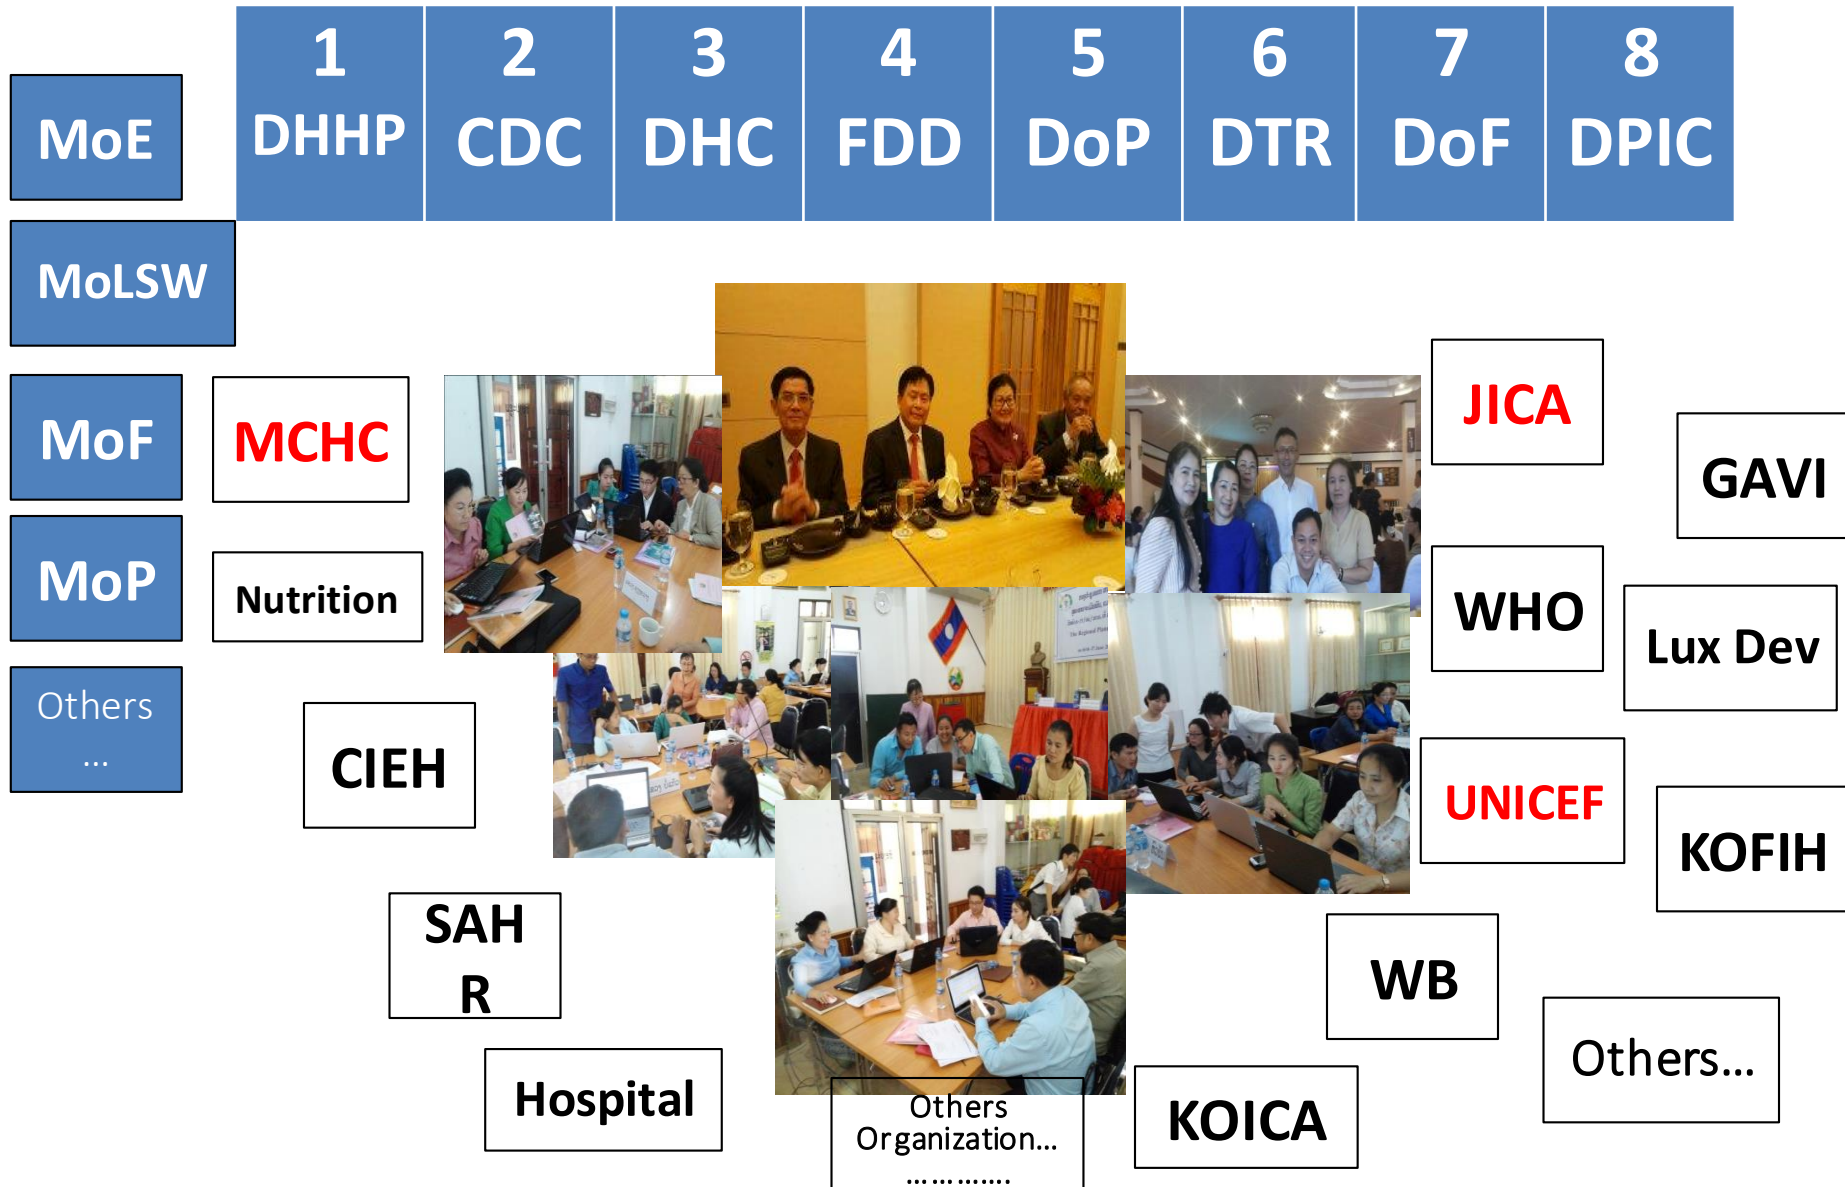 1
2
3
4
5
6
7
8
DHHP
CDC
DHC
FDD
DoP
DTR
DoF
DPIC
MoE
MoLSW
MoF
MoP
Others
...
MCHC
Nutrition
CIEH
SAH
R
Hospital
Others
Organization...
.............
KOICA
JICA
GAVI
WHO
Lux Dev
UNICEF
KOFIH
WB
Others...